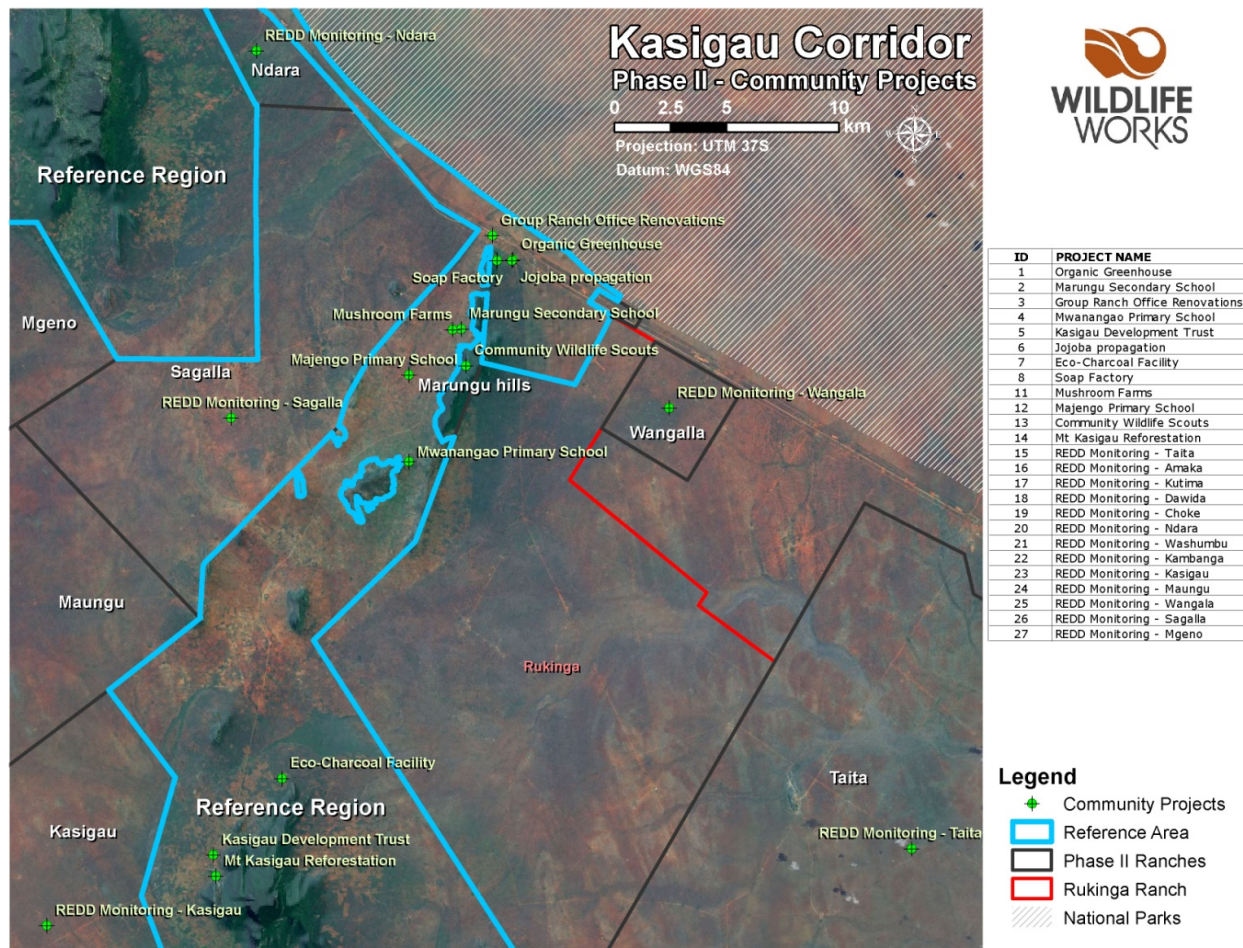 REDD Monitoring - Ndara
Ndara
Kasigau Corridor
Phase II - Community Projects
0 2.5 5 10
km
Projection: UTM 37S
Datum: WGS84
N
W E
S
Reference Region
Group Ranch Office Renovations
Organic Greenhouse
Soap Factory
Jojoba propagation
Mgeno
Mushroom Farms
Marungu Secondary School
Community Wildlife Scouts
Majengo Primary School
Sagalla
Marungu hills
REDD Monitoring - Sagalla
REDD Monitoring - Wangala
Wangalla
Mwanangao Primary School
Maungu
Rukinga
Eco-Charcoal Facility
Taita
Reference Region
Kasigau
REDD Monitoring - Taita
Kasigau Development Trust
Mt Kasigau Reforestation
REDD Monitoring - Kasigau
WILDLIFE
WORKS
ID PROJECT NAME
1 Organic Greenhouse
2 Marungu Secondary School
3 Group Ranch Office Renovations
4 Mwanangao Primary School
5 Kasigau Development Trust
6 Jojoba propagation
7 Eco-Charcoal Facility
8 Soap Factory
11 Mushroom Farms
12 Majengo Primary School
13 Community Wildlife Scouts
14 Mt Kasigau Reforestation
15 REDD Monitoring - Taita
16 REDD Monitoring - Amaka
17 REDD Monitoring - Kutima
18 REDD Monitoring - Dawida
19 REDD Monitoring - Choke
20 REDD Monitoring - Ndara
21 REDD Monitoring - Washumbu
22 REDD Monitoring - Kambanga
23 REDD Monitoring - Kasigau
24 REDD Monitoring - Maungu
25 REDD Monitoring - Wangala
26 REDD Monitoring - Sagalla
27 REDD Monitoring - Mgeno
Legend
Community Projects
Reference Area
Phase II Ranches
Rukinga Ranch
National Parks